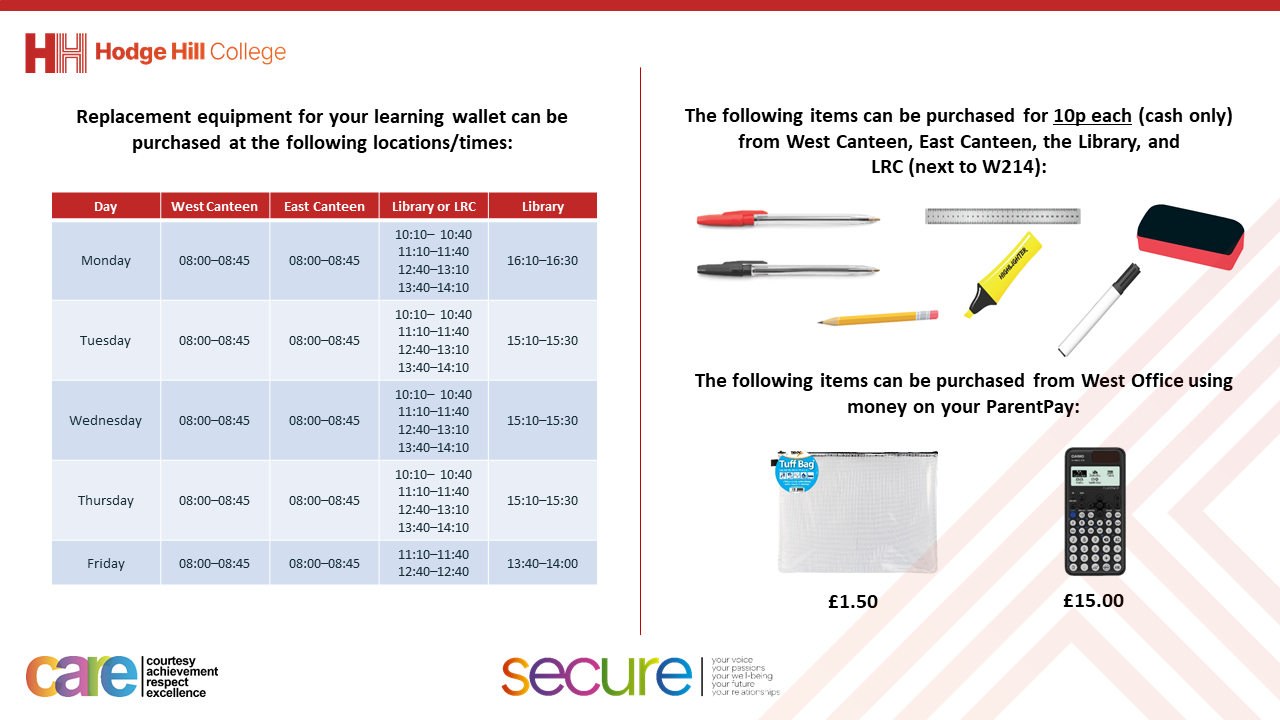 Hodge Hill College
Replacement equipment for your learning wallet can be
purchased at the following locations/times:
Day West Canteen East Canteen Library or LRC Library
Monday 08:00–08:45 08:00–08:45 10:10– 10:40
11:10–11:40
12:40–13:10
13:40–14:10 16:10–16:30
Tuesday 08:00–08:45 08:00–08:45 10:10– 10:40
11:10–11:40
12:40–13:10
13:40–14:10 15:10–15:30
Wednesday 08:00–08:45 08:00–08:45 10:10– 10:40
11:10–11:40
12:40–13:10
13:40–14:10 15:10–15:30
Thursday 08:00–08:45 08:00–08:45 10:10– 10:40
11:10–11:40
12:40–13:10
13:40–14:10 15:10–15:30
Friday 08:00–08:45 08:00–08:45 11:10–11:40
12:40–12:40 13:40–14:00
The following items can be purchased for 10p each (cash only)
from West Canteen, East Canteen, the Library, and
LRC (next to W214):
HIGHLIGHTER
The following items can be purchased from West Office using
money on your ParentPay:
Tuff Bag
CASIO
£1.50
£15.00
care
courtesy
achievement
respect
excellence
secure
your voice
your passions
your well-being
your future
your relationships